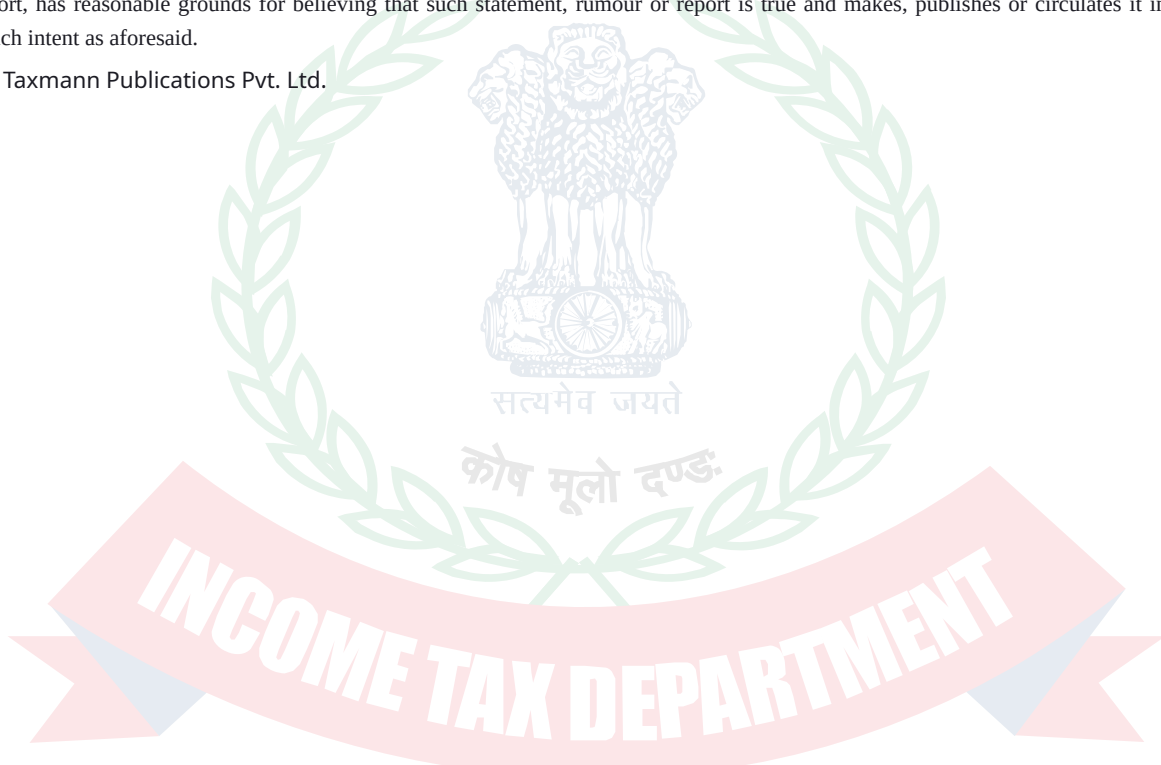 ort, has reasonable grounds for believing that such statement, rumour or report is true and makes, publishes or circulates it in
ch intent as aforesaid.
Taxmann Publications Pvt. Ltd.
सत्यमेव जयते
कोष मूलो दण्डः
INCOME TAX DEPARTMENT